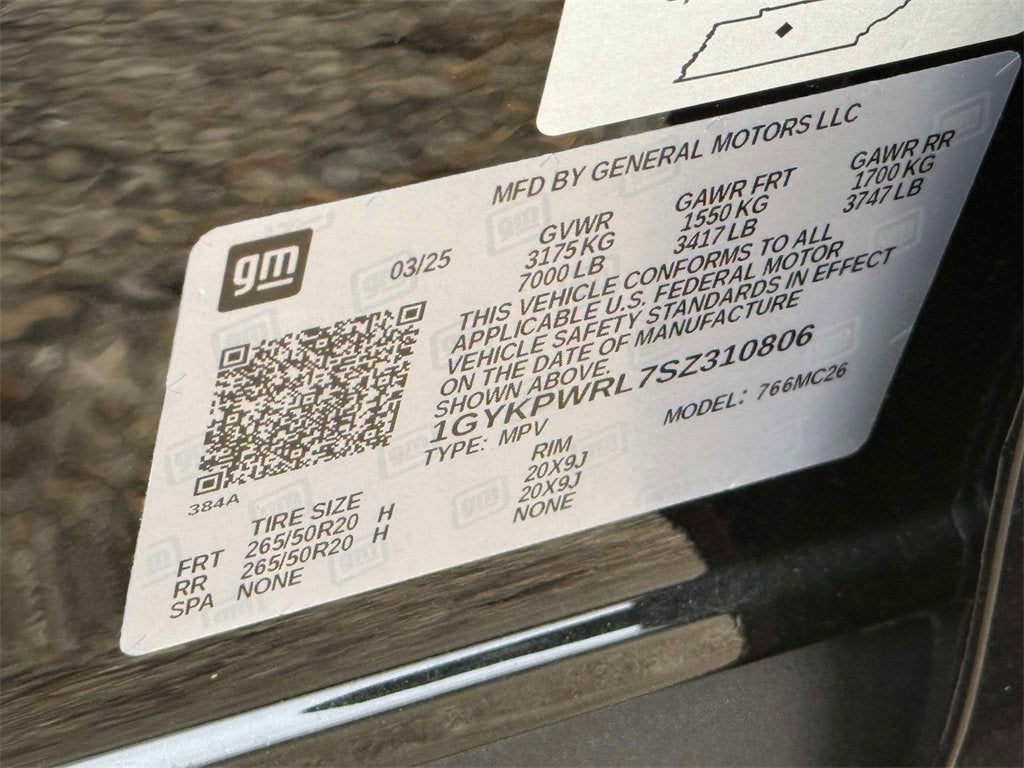 MFD BY GENERAL MOTORS LLC
gm
03/25
GVWR GAWR FRT GAWR RR
3175 KG 1550 KG 1700 KG
7000 LB 3417 LB 3747 LB
THIS VEHICLE CONFORMS TO ALL
APPLICABLE U.S. FEDERAL MOTOR
VEHICLE SAFETY STANDARDS IN EFFECT
ON THE DATE OF MANUFACTURE
SHOWN ABOVE.
1GYKPWRL7SZ310806
TYPE: MPV MODEL: 766MC26
384A
TIRE SIZE RIM
FRT 265/50R20 H 20X9J
RR 265/50R20 H 20X9J
SPA NONE NONE